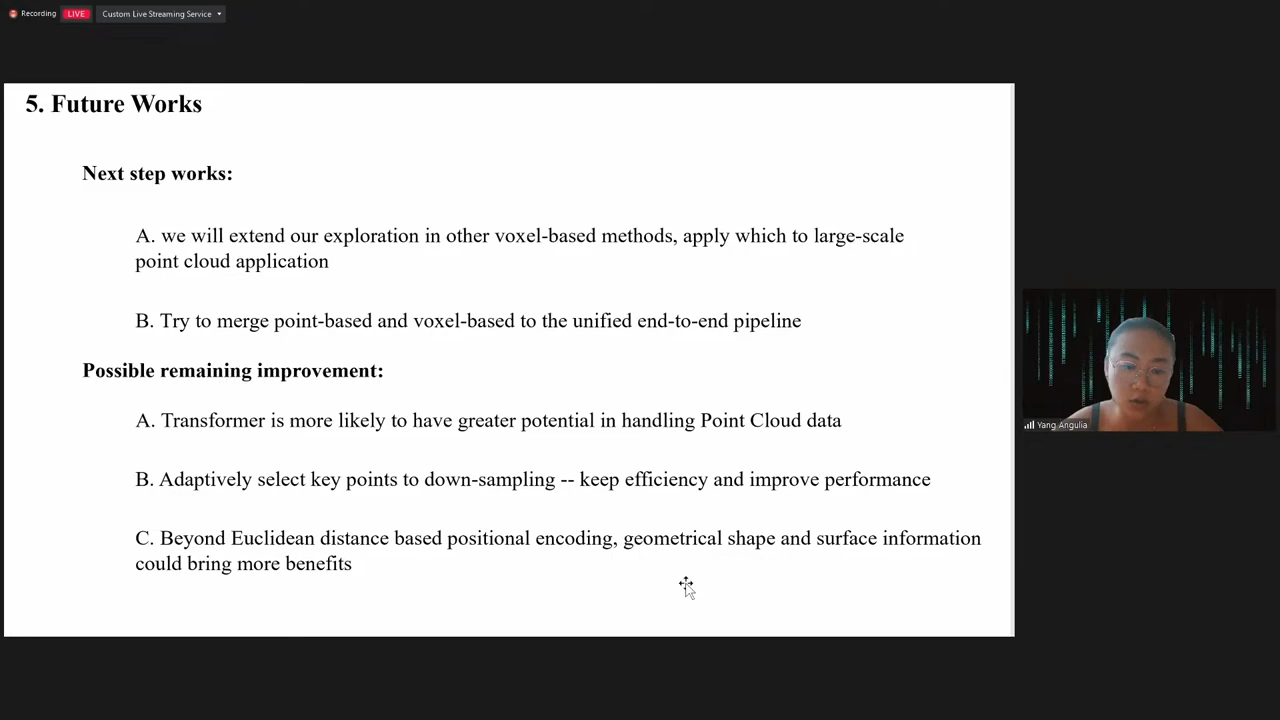 Recording
LIVE
Custom Live Streaming Service
5. Future Works
Next step works:
A. we will extend our exploration in other voxel-based methods, apply which to large-scale
point cloud application
B. Try to merge point-based and voxel-based to the unified end-to-end pipeline
Possible remaining improvement:
A. Transformer is more likely to have greater potential in handling Point Cloud data
B. Adaptively select key points to down-sampling -- keep efficiency and improve performance
C. Beyond Euclidean distance based positional encoding, geometrical shape and surface information
could bring more benefits
Yang Angulia